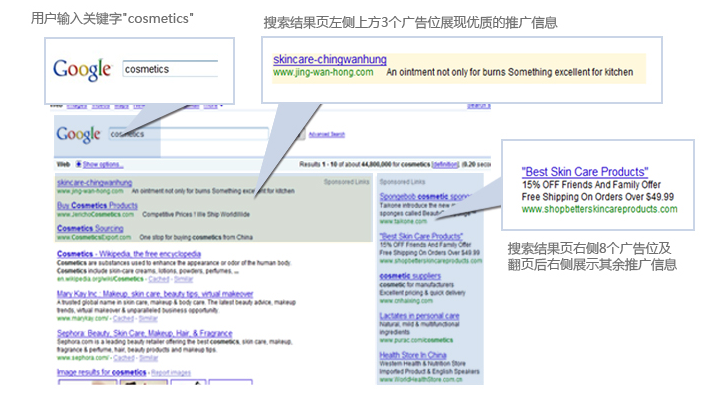 用户输入关键字"cosmetics"
搜索结果页左侧上方3个广告位展现优质的推广信息
Google
cosmetics
skincare-chingwanhung
www.jing-wan-hong.com An ointment not only for burns Something excellent for kitchen
Google
cosmetics
Advanced Search
Web Show options...
Results 1 - 10 of about 44,800,000 for cosmetics [definition]. (0.20 seco
skincare-chingwanhung
Sponsored Links
www.jing-wan-hong.com An ointment not only for burns Something excellent for kitchen
Buy Cosmetics Products
www.JerichoCosmetics.com Competitive Prices ! We Ship WorldWide
Cosmetics Sourcing
www.CosmeticsExport.com One stop for buying cosmetics from China
Cosmetics - Wikipedia, the free encyclopedia
Cosmetics are substances used to enhance the appearance or odor of the human body.
Cosmetics include skin-care creams, lotions, powders, perfumes, ...
en.wikipedia.org/wiki/Cosmetics - Cached - Similar
Mary Kay Inc.: Makeup, skin care, beauty tips, virtual makeover
A trusted global name in skin care, makeup & body care. The latest beauty advice, makeup
trends, virtual makeover & unparalleled business opportunity.
www.marykay.com/ - Cached - Similar
Sephora: Beauty, Skin Care, Makeup, Hair, & Fragrance
Sephora.com is a leading beauty retailer offering the best cosmetics, skin care, makeup,
fragrance & perfume, hair, beauty products and makeup tips.
www.sephora.com/ - Cached - Similar
Image results for cosmetics - Report images
Sponsored Links
Spongebob cosmetic sponge
Tairone introduce the new
sponges called Beau
www.tairone.com
"Best Skin Care Products"
15% OFF Friends And Family Offer
Free Shipping On Orders Over $49.99
www.shopbetterskincareproducts.com
cosmetic suppliers
cosmetic for manufacturers
Excellent pricing & quick delivery
www.cnhaixing.com
Lactates in personal care
Natural, mild & multifunctional
ingredients
www.purac.com/cosmetics
Health Store In China
Western Health & Nutrition Store
Imported Product & English Speakers
www.WorldHealthStore.com.cn
"Best Skin Care Products"
15% OFF Friends And Family Offer
Free Shipping On Orders Over $49.99
www.shopbetterskincareproducts.com
搜索结果页右侧8个广告位及
翻页后右侧展示其余推广信息